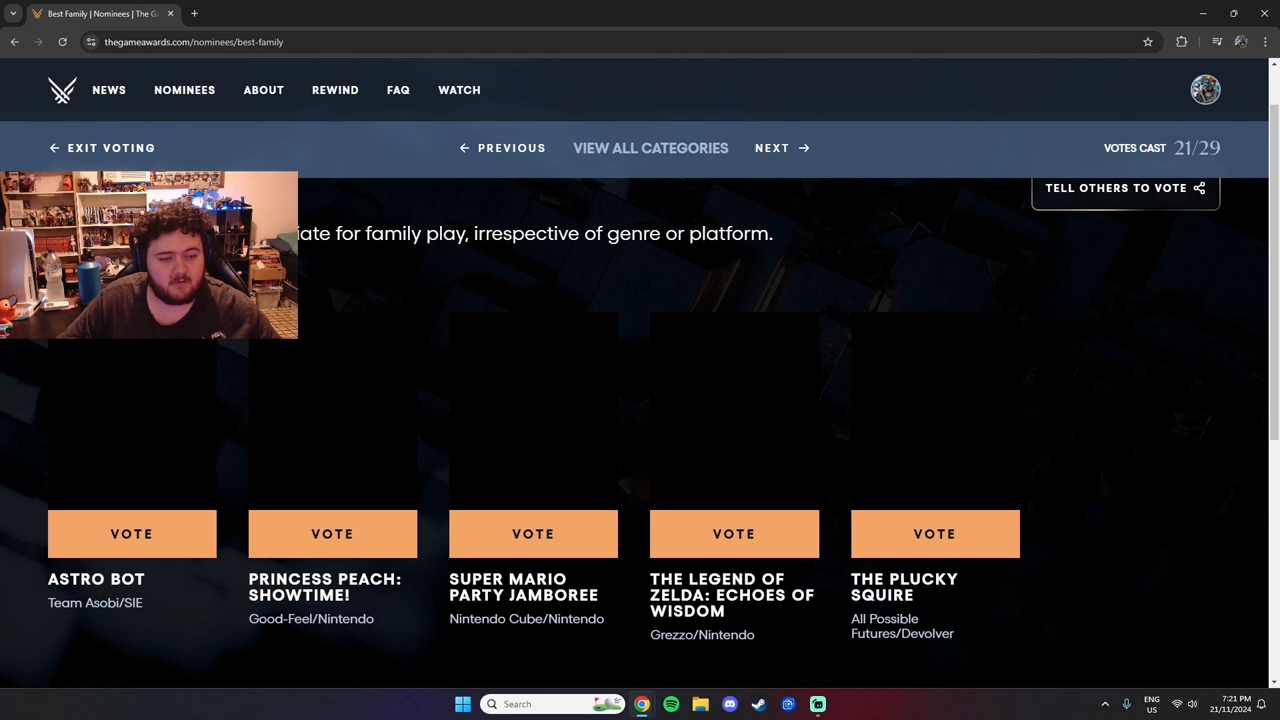 Best Family | Nominees | The Ga
thegameawards.com/nominees/best-family
NEWS
NOMINEES
ABOUT
REWIND
FAQ
WATCH
EXIT VOTING
PREVIOUS
VIEW ALL CATEGORIES
NEXT
VOTES CAST 21/29
TELL OTHERS TO VOTE
iate for family play, irrespective of genre or platform.
VOTE
VOTE
VOTE
VOTE
VOTE
ASTRO BOT
Team Asobi/SIE
PRINCESS PEACH:
SHOWTIME!
Good-Feel/Nintendo
SUPER MARIO
PARTY JAMBOREE
Nintendo Cube/Nintendo
THE LEGEND OF
ZELDA: ECHOES OF
WISDOM
Grezzo/Nintendo
THE PLUCKY
SQUIRE
All Possible
Futures/Devolver
Search
ENG
US
7:21 PM
21/11/2024